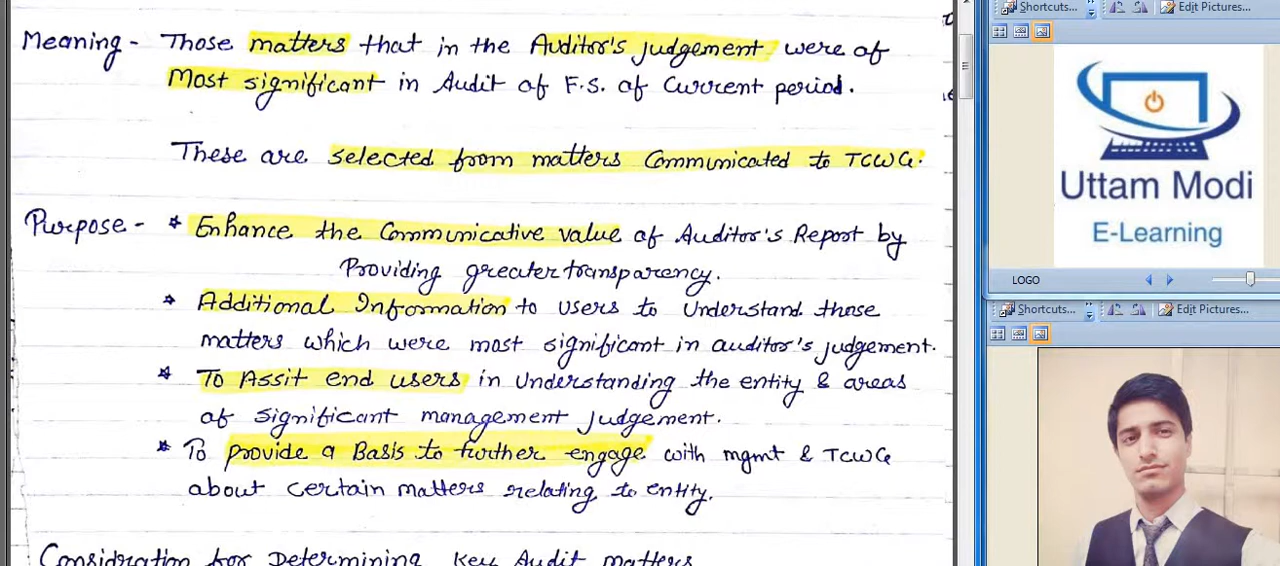 Meaning - Those matters that in the Auditor's judgement were of
Most significant in Audit of F.S. of Current period.
These are selected from matters Communicated to TCWG.
Purpose - * Enhance the Communicative value of Auditor's Report by
Providing greater transparency.
* Additional Information to users to Understand those
matters which were most significant in auditor's judgement.
* To Assit end users in understanding the entity & areas
of significant management judgement.
* To provide a Basis to further engage with mgmt & TCWG
about certain matters relating to entity.
Consideration for Determining Key Audit matters
Shortcuts...
Edit Pictures...
Uttam Modi
E-Learning
LOGO
Shortcuts...
Edit Pictures...